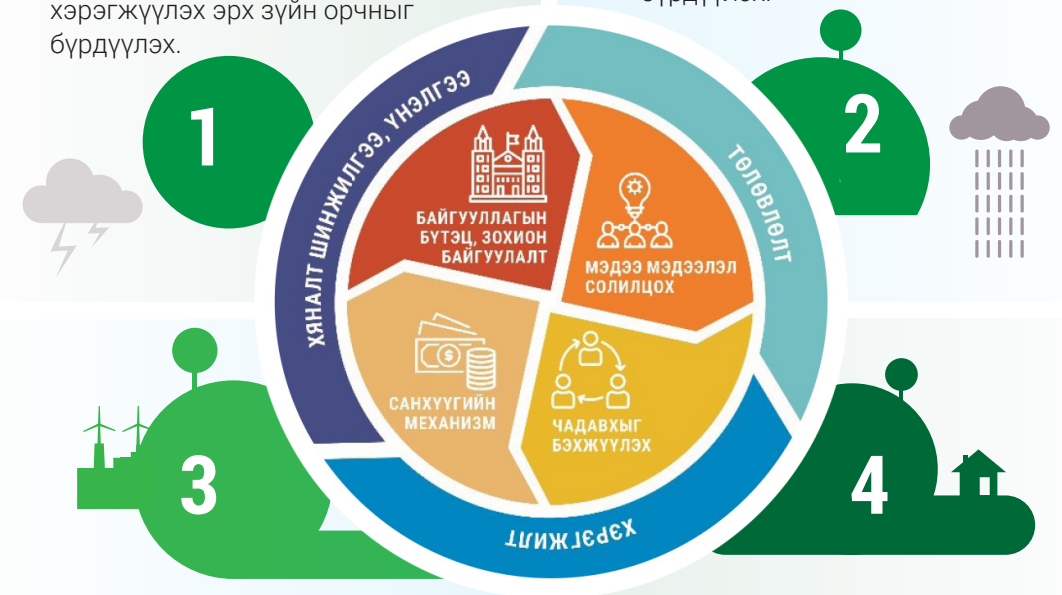 хэрэгжүүлэх эрх зүйн орчныг
бүрдүүлэх.
1
2
ХЯНАЛТ ШИНЖИЛГЭЭ, ҮНЭЛГЭЭ
ТӨЛӨВЛӨЛТ
БАЙГУУЛЛАГЫН
БҮТЭЦ, ЗОХИОН
БАЙГУУЛАЛТ
МЭДЭЭ МЭДЭЭЛЭЛ
СОЛИЛЦОХ
САНХҮҮГИЙН
МЕХАНИЗМ
ЧАДАВХЫГ
БЭХЖҮҮЛЭХ
3
4
ХЭРЭГЖИЛТ